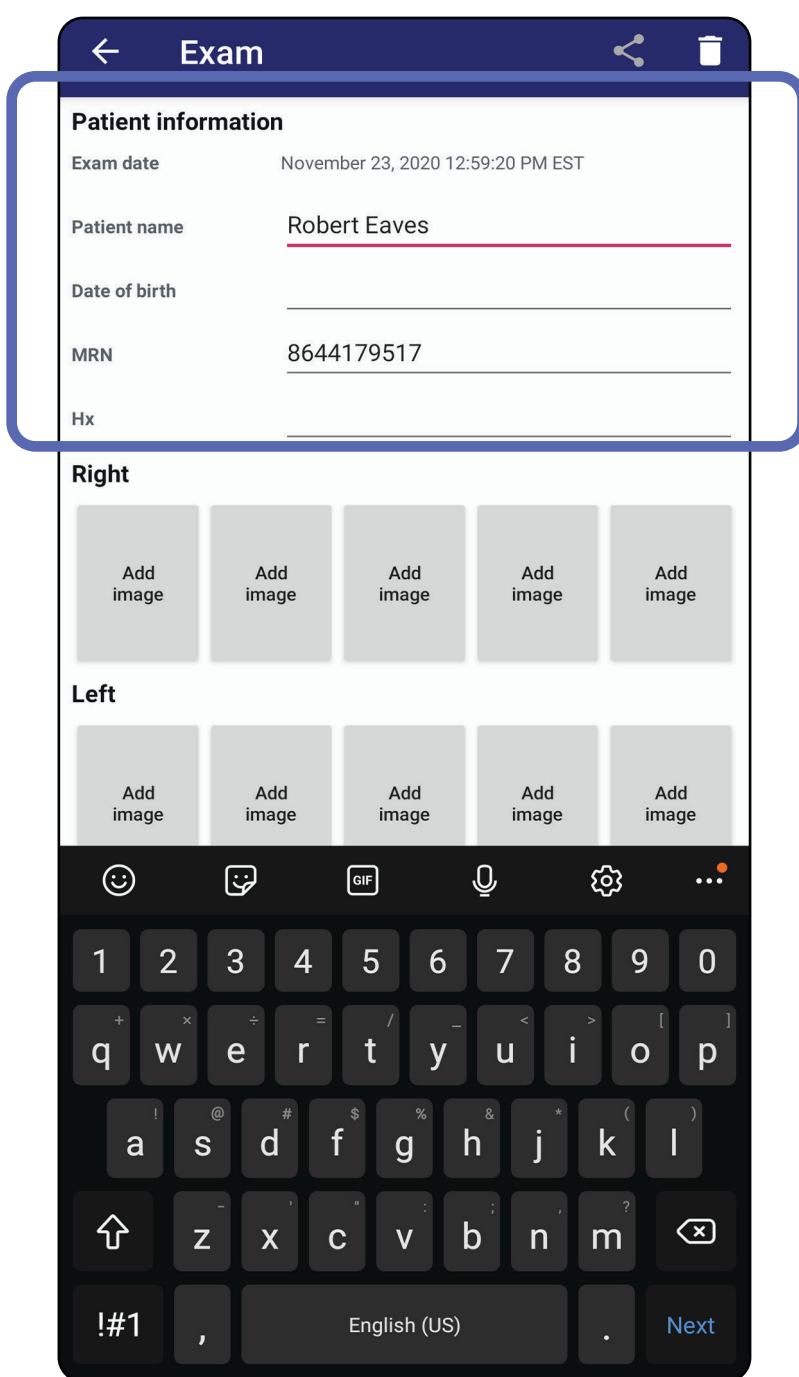 Exam
Patient information
Exam date November 23, 2020 12:59:20 PM EST
Patient name Robert Eaves
Date of birth
MRN 8644179517
Hx
Right
Add image Add image Add image Add image Add image
Left
Add image Add image Add image Add image Add image
GIF
1 2 3 4 5 6 7 8 9 0
+ × ÷ = / _ < > [ ]
q w e r t y u i o p
! @ # $ % & * ( )
a s d f g h j k l
- ' " : ; , ?
z x c v b n m
!#1 , English (US) . Next